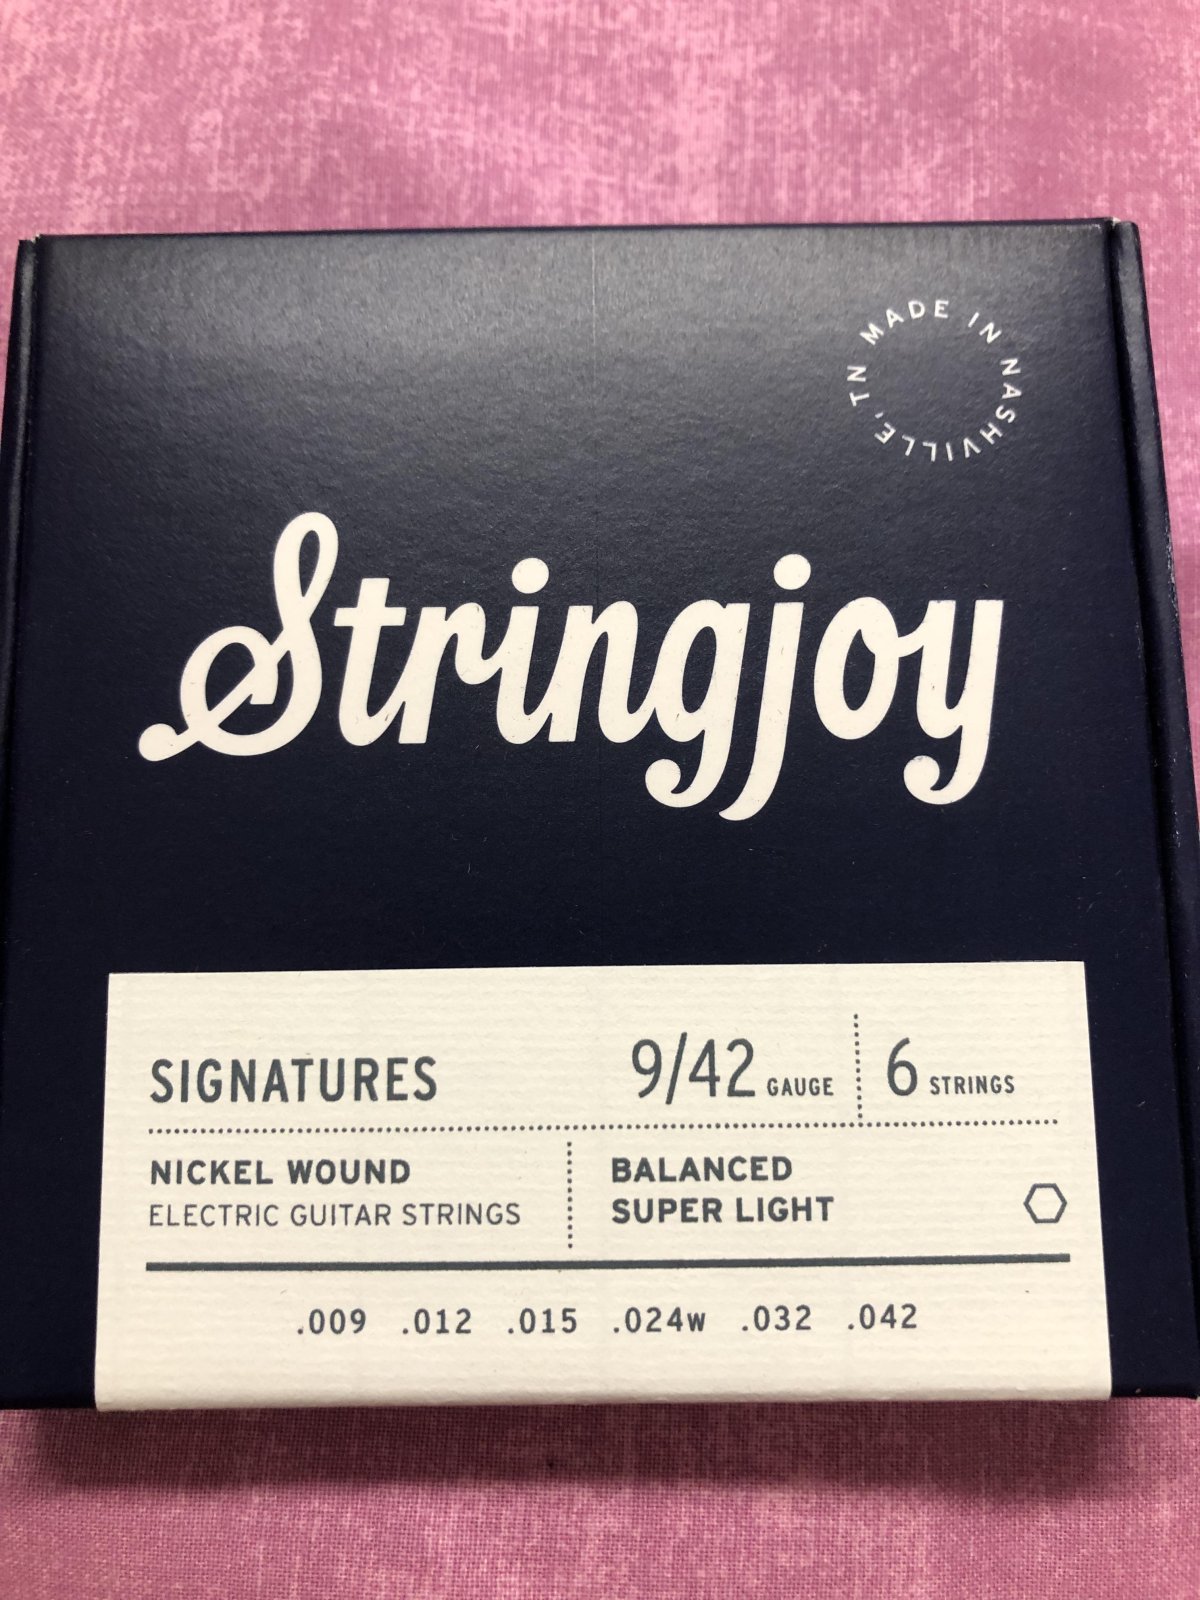 MADE IN NASHVILLE, TN
Stringjoy
SIGNATURES 9/42 GAUGE 6 STRINGS
NICKEL WOUND
ELECTRIC GUITAR STRINGS
BALANCED
SUPER LIGHT
.009 .012 .015 .024w .032 .042